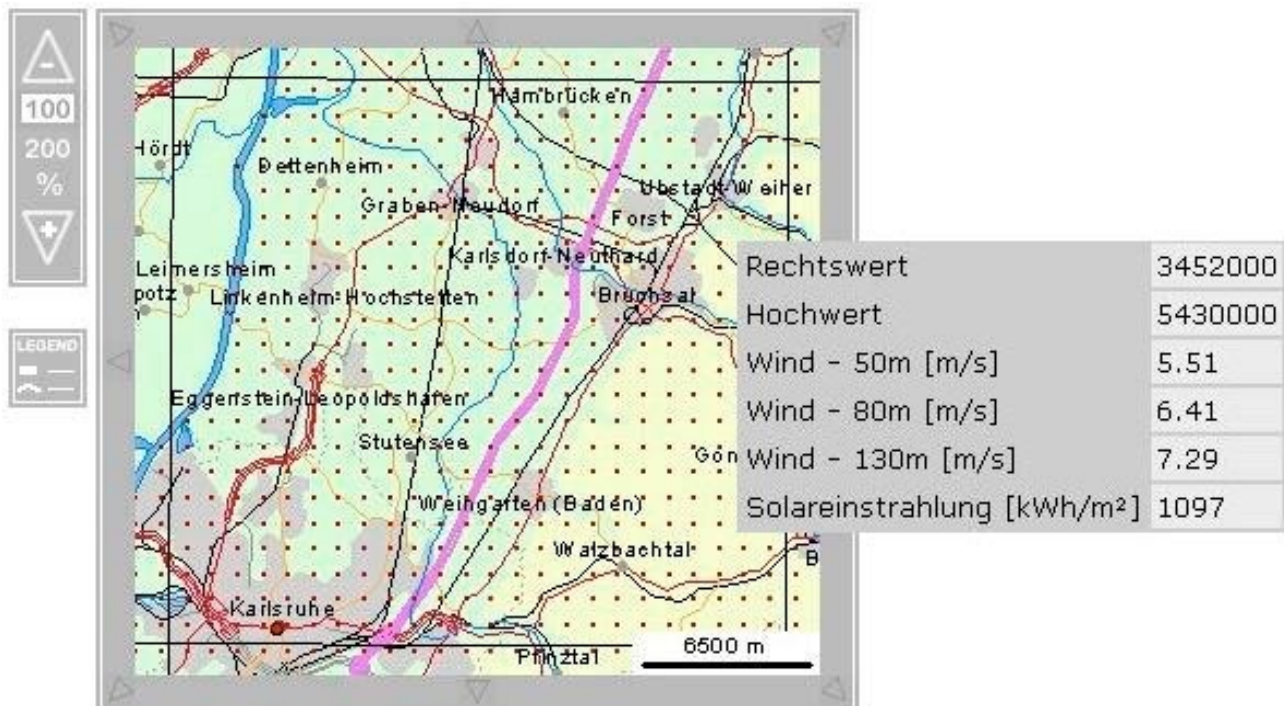 -
100
200
%
+
LEGEND
Hambrücken
Hördt
Dettenheim
Ubstadt-Weiher
Graben-Neudorf
Forst
Karlsdorf-Neuthard
Leimersheim
potz
Linkenheim-Hochstetten
Bruchsal
Eggenstein-Leopoldshafen
Stutensee
Gön
Weingarten (Baden)
Walzbachtal
B
Karlsruhe
Pfinztal
6500 m
Rechtswert 3452000
Hochwert 5430000
Wind - 50m [m/s] 5.51
Wind - 80m [m/s] 6.41
Wind - 130m [m/s] 7.29
Solareinstrahlung [kWh/m²] 1097